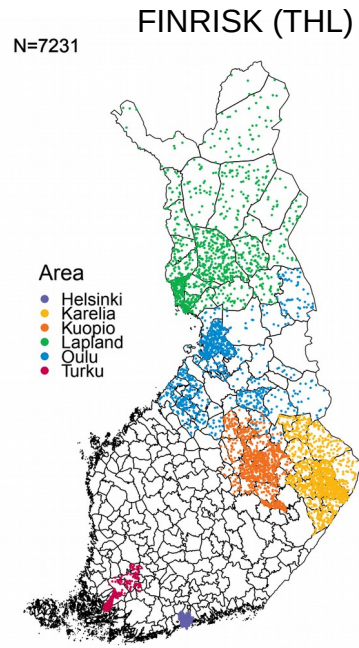 FINRISK (THL)
N=7231
Area
Helsinki
Karelia
Kuopio
Lapland
Oulu
Turku